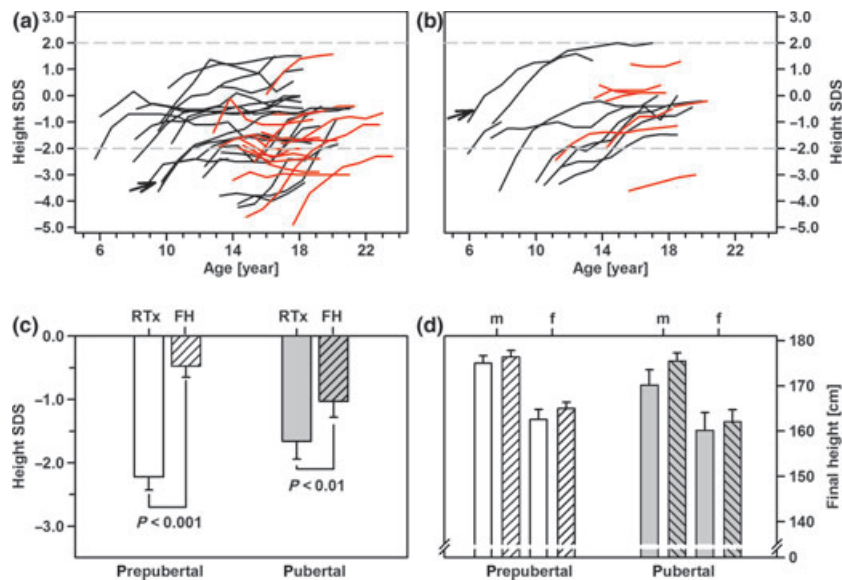 (a)
3.0
2.0
1.0
0.0
–1.0
–2.0
–3.0
–4.0
–5.0
Height SDS
6 10 14 18 22
Age [year]
(b)
3.0
2.0
1.0
0.0
–1.0
–2.0
–3.0
–4.0
–5.0
Height SDS
6 10 14 18 22
Age [year]
(c)
RTx FH RTx FH
0.0
–1.0
–2.0
–3.0
Height SDS
P < 0.001
P < 0.01
Prepubertal Pubertal
(d)
m f m f
180
170
160
150
140
0
Final height [cm]
Prepubertal Pubertal